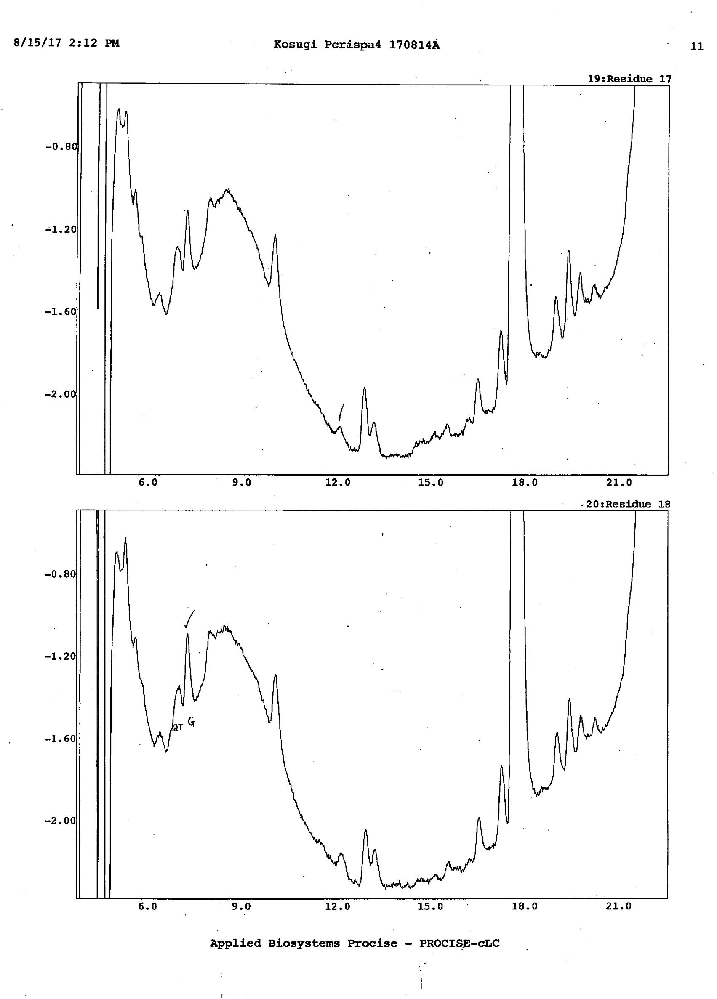 8/15/17 2:12 PM
Kosugi Pcrispa4 170814A
11
19:Residue 17
-0.80
-1.20
-1.60
-2.00
6.0 9.0 12.0 15.0 18.0 21.0
20:Residue 18
-0.80
-1.20
G
-1.60
-2.00
6.0 9.0 12.0 15.0 18.0 21.0
Applied Biosystems Procise - PROCISE-cLC